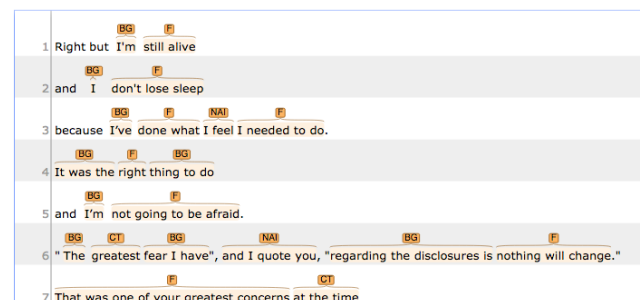 BG F
1 Right but I'm still alive
BG F
2 and I don't lose sleep
BG F NAI F
3 because I've done what I feel I needed to do.
BG F BG
4 It was the right thing to do
BG F
5 and I'm not going to be afraid.
BG CT BG NAI BG F
6 " The greatest fear I have", and I quote you, "regarding the disclosures is nothing will change."
F CT
7 That was one of your greatest concerns at the time